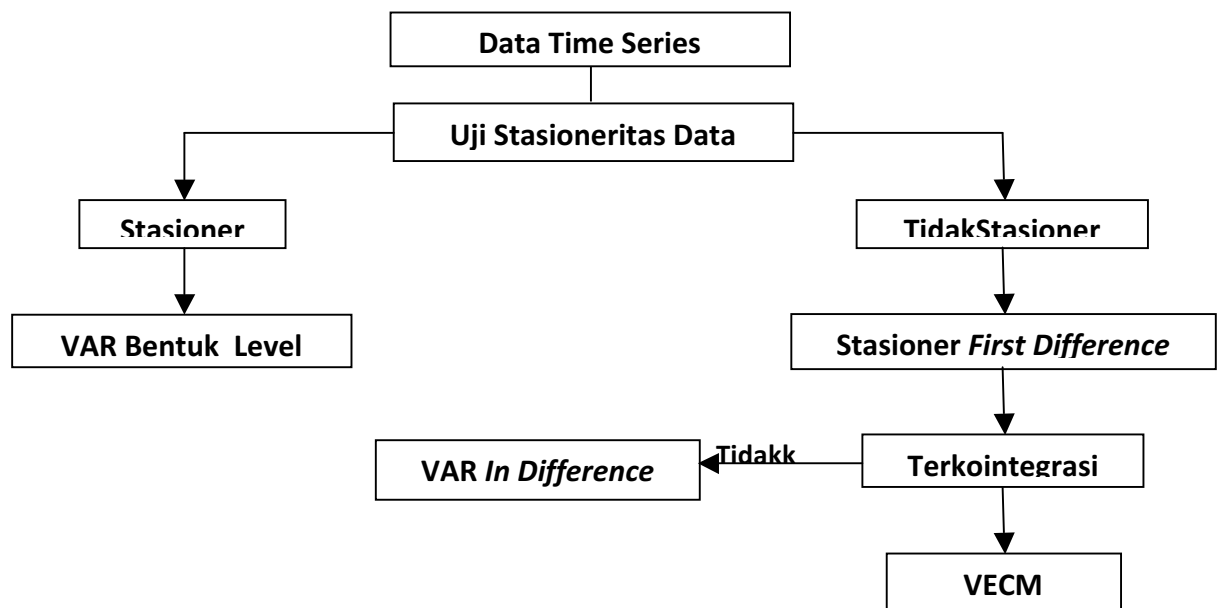 Data Time Series
Uji Stasioneritas Data
Stasioner
TidakStasioner
VAR Bentuk Level
Stasioner First Difference
Tidakk
VAR In Difference
Terkointegrasi
VECM